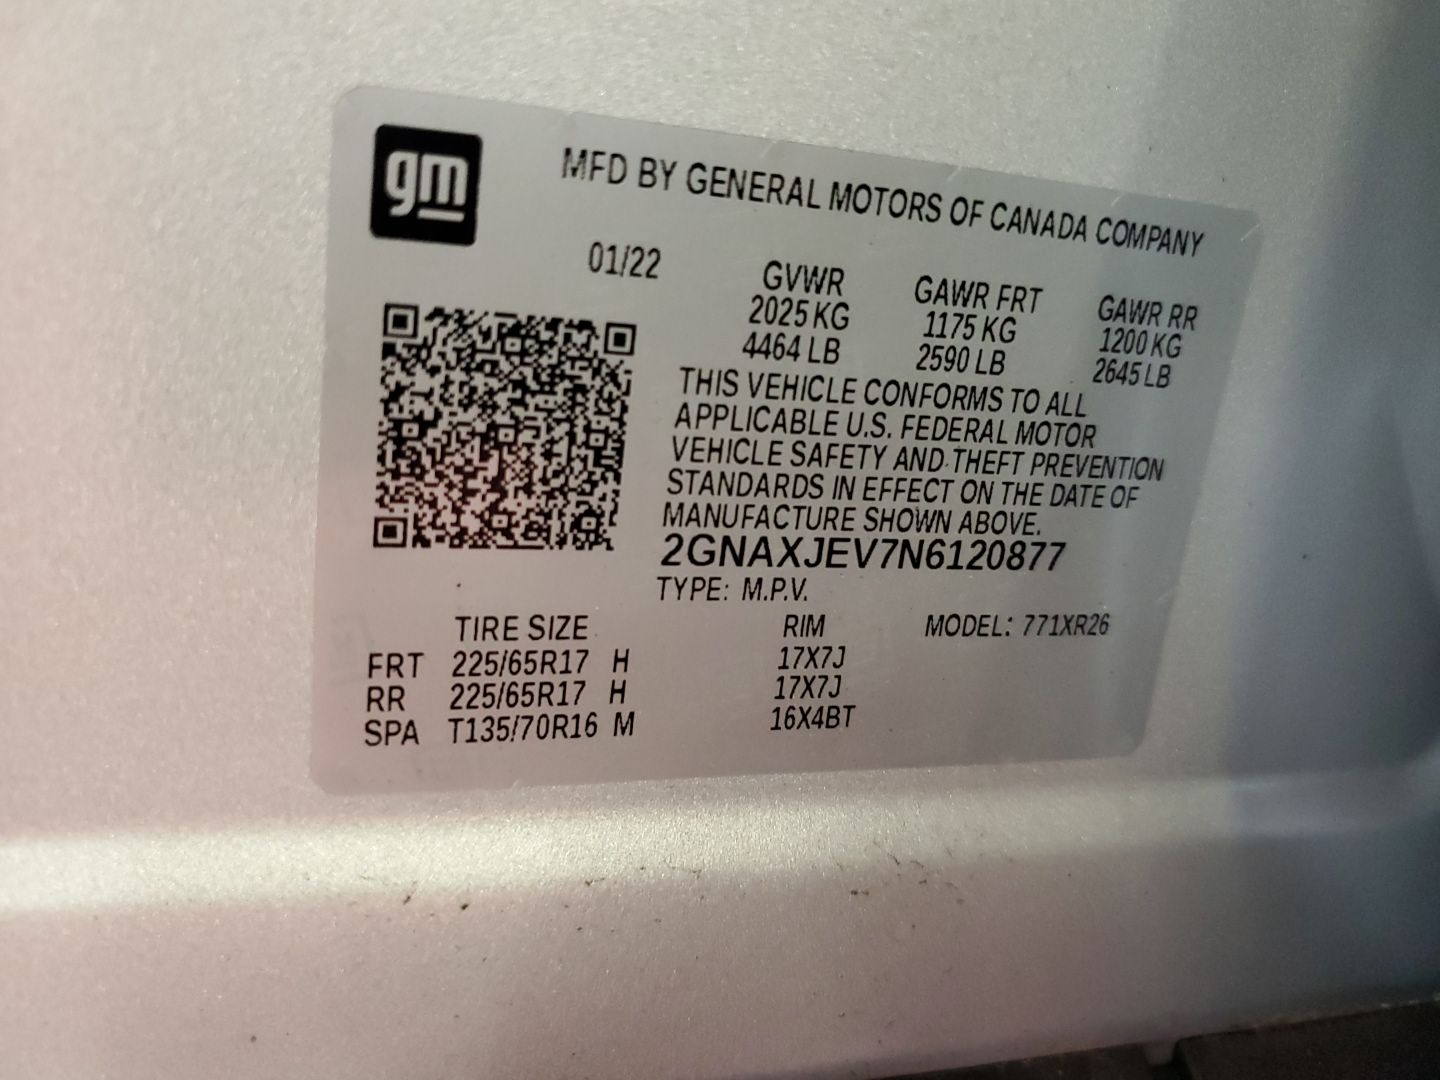 gm
MFD BY GENERAL MOTORS OF CANADA COMPANY
01/22
GVWR GAWR FRT GAWR RR
2025 KG 1175 KG 1200 KG
4464 LB 2590 LB 2645 LB
THIS VEHICLE CONFORMS TO ALL
APPLICABLE U.S. FEDERAL MOTOR
VEHICLE SAFETY AND THEFT PREVENTION
STANDARDS IN EFFECT ON THE DATE OF
MANUFACTURE SHOWN ABOVE.
2GNAXJEV7N6120877
TYPE: M.P.V.
TIRE SIZE RIM MODEL: 771XR26
FRT 225/65R17 H 17X7J
RR 225/65R17 H 17X7J
SPA T135/70R16 M 16X4BT